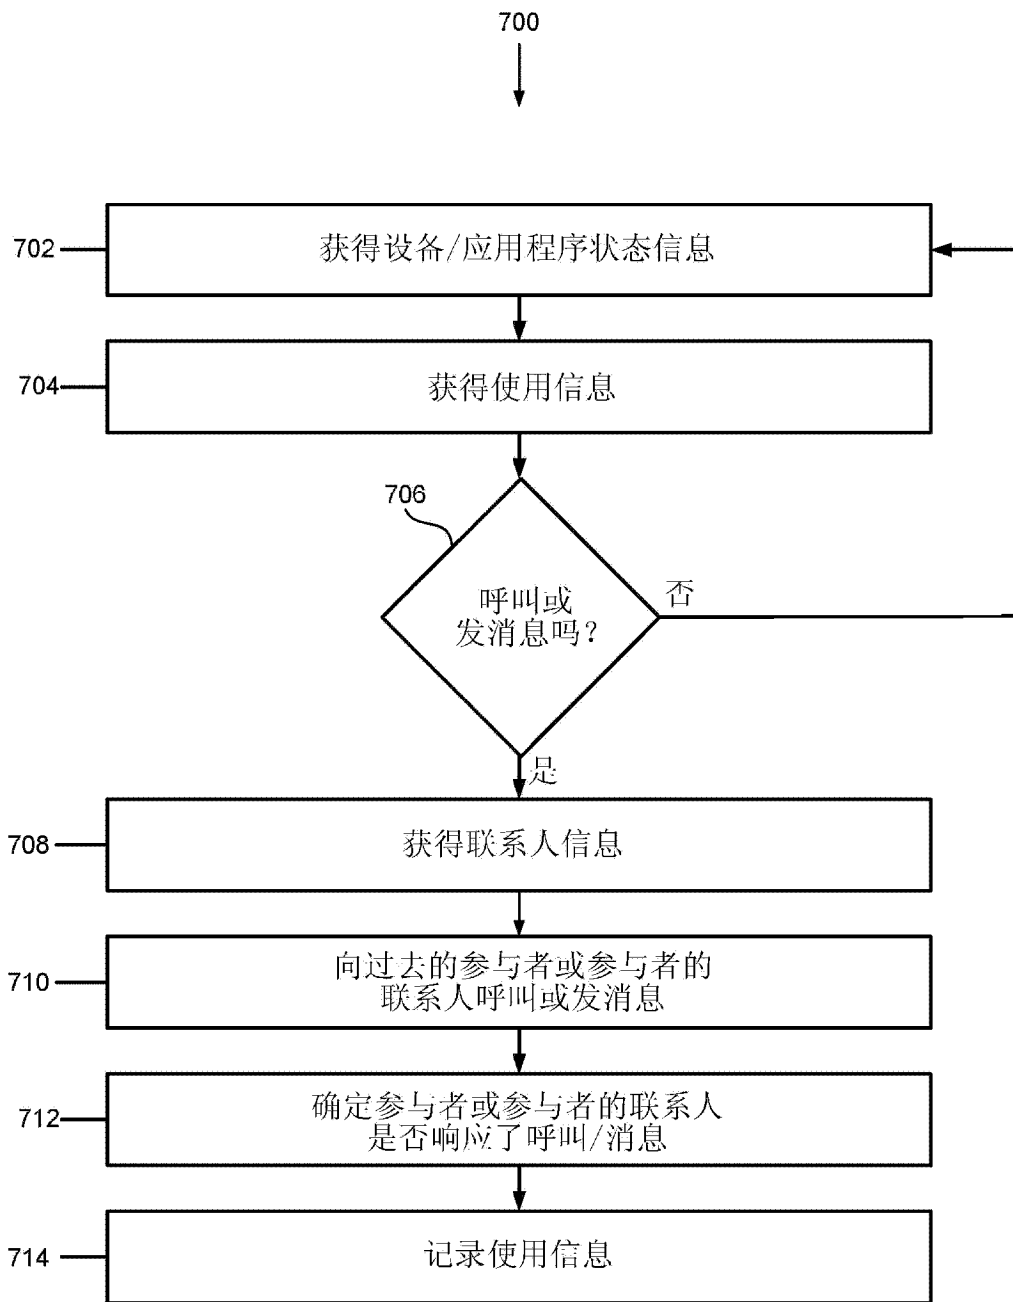 700
702
获得设备/应用程序状态信息
704
获得使用信息
706
呼叫或
发消息吗?
否
是
708
获得联系人信息
710
向过去的参与者或参与者的
联系人呼叫或发消息
712
确定参与者或参与者的联系人
是否响应了呼叫/消息
714
记录使用信息